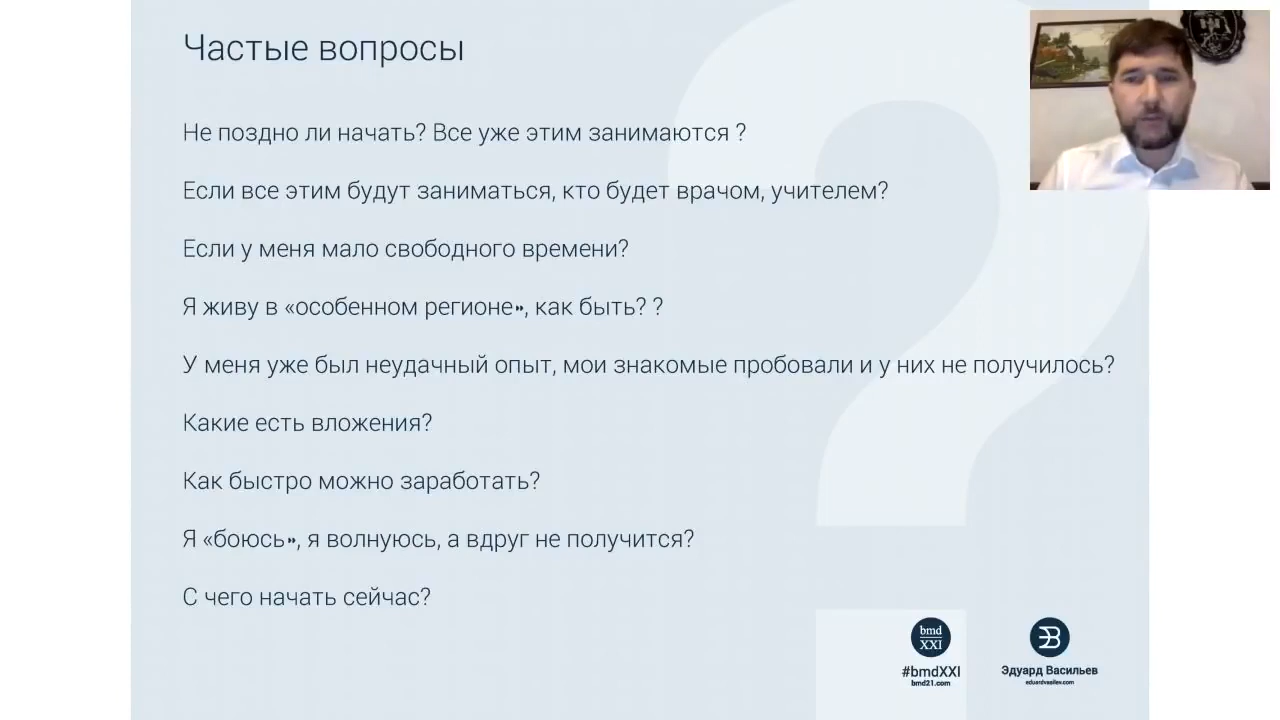 Частые вопросы
Не поздно ли начать? Все уже этим занимаются ?
Если все этим будут заниматься, кто будет врачом, учителем?
Если у меня мало свободного времени?
Я живу в «особенном регионе», как быть? ?
У меня уже был неудачный опыт, мои знакомые пробовали и у них не получилось?
Какие есть вложения?
Как быстро можно заработать?
Я «боюсь», я волнуюсь, а вдруг не получится?
С чего начать сейчас?
bmd
XXI
#bmdXXI
bmd21.com
Эдуард Васильев
eduardvasilev.com